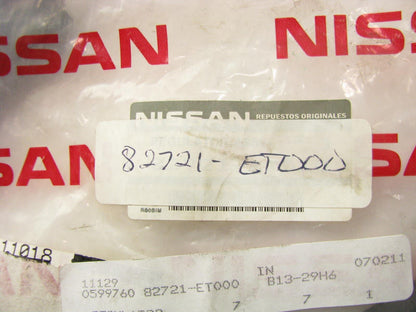 NISSAN NISSAN
NISSAN REPUESTOS ORIGINALES
82721-ET000
NISSAN
11018
11129 IN 070211
0599760 82721-ET000 B13-29H6
7 7 1